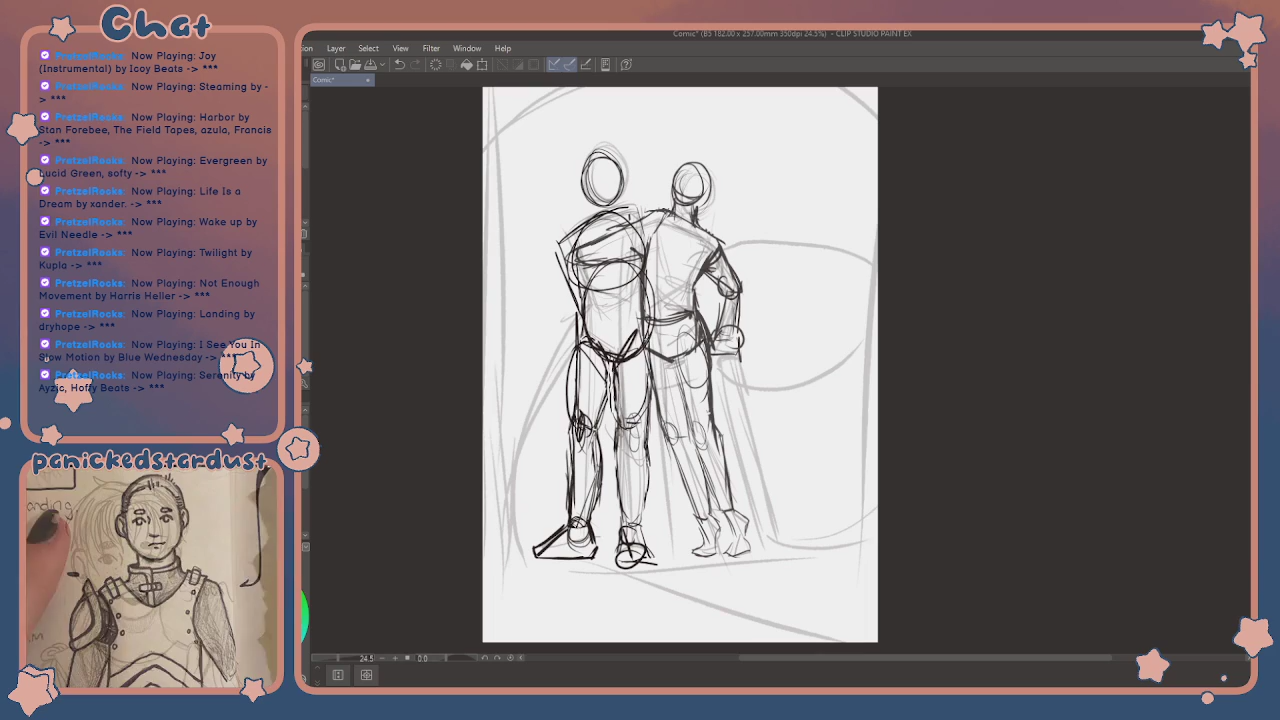 Chat
PretzelRocks: Now Playing: Joy
(Instrumental) by Icoy Beats -> ***
PretzelRocks: Now Playing: Steaming by -
> ***
PretzelRocks: Now Playing: Harbor by
Stan Forebee, The Field Tapes, azula, Francis
-> ***
PretzelRocks: Now Playing: Evergreen by
Lucid Green, softy -> ***
PretzelRocks: Now Playing: Life Is a
Dream by xander. -> ***
PretzelRocks: Now Playing: Wake up by
Evil Needle -> ***
PretzelRocks: Now Playing: Twilight by
Kupla -> ***
PretzelRocks: Now Playing: Not Enough
Movement by Harris Heller -> ***
PretzelRocks: Now Playing: Landing by
dryhope -> ***
PretzelRocks: Now Playing: I See You In
Slow Motion by Blue Wednesday -> ***
PretzelRocks: Now Playing: Serenity by
Ayzic, Hoffy Beats -> ***
panickedstardust
Comic* (B5 182.00 x 257.00mm 350dpi 24.5%) - CLIP STUDIO PAINT EX
Layer Select View Filter Window Help
Comic*
24.5
0.0